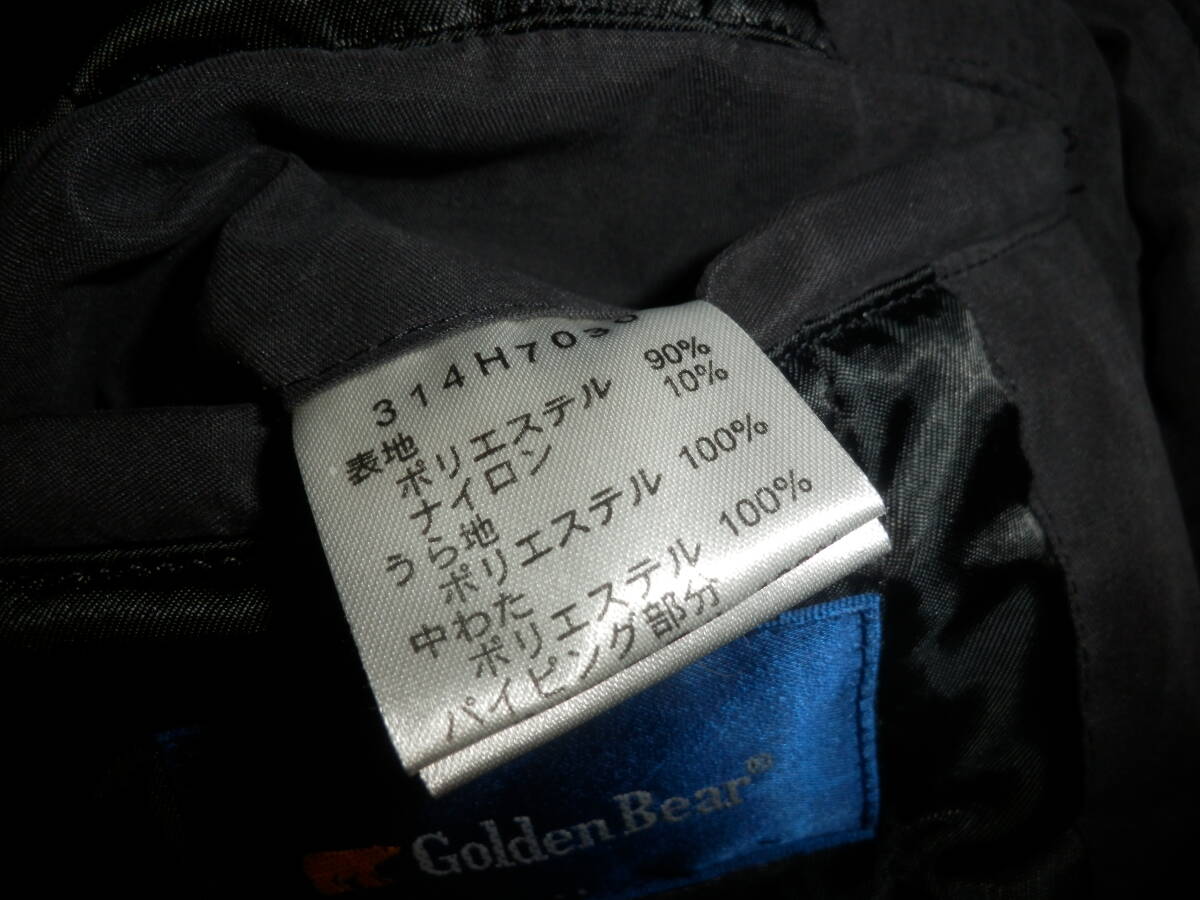 314H703
表地
ポリエステル 90%
ナイロン 10%
うら地
ポリエステル 100%
中わた
ポリエステル 100%
パイピング部分
Golden Bear®